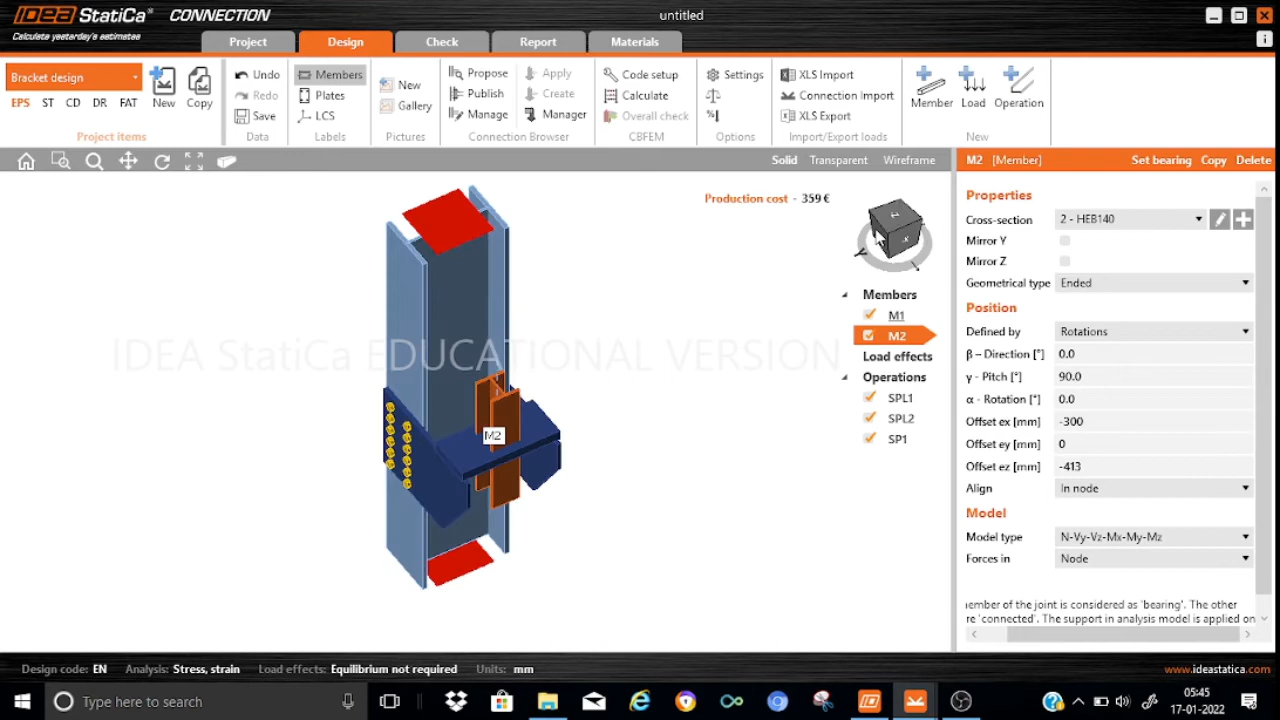 IDEA StatiCa® CONNECTION
untitled
Calculate yesterday's estimates
Project Design Check Report Materials
Bracket design
EPS ST CD DR FAT
New Copy
Project items
Undo
Redo
Save
Data
Members
Plates
LCS
Labels
New
Gallery
Pictures
Propose
Publish
Manage
Apply
Create
Manager
Connection Browser
Code setup
Calculate
Overall check
CBFEM
Settings
Options
XLS Import
Connection Import
XLS Export
Import/Export loads
Member Load Operation
New
Solid Transparent Wireframe
M2 [Member] Set bearing Copy Delete
Production cost - 359 €
Members
M1
M2
Load effects
Operations
SPL1
SPL2
SP1
IDEA StatiCa EDUCATIONAL VERSION
M2
Properties
Cross-section 2 - HEB140
Mirror Y
Mirror Z
Geometrical type Ended
Position
Defined by Rotations
β – Direction [°] 0.0
γ - Pitch [°] 90.0
α - Rotation [°] 0.0
Offset ex [mm] -300
Offset ey [mm] 0
Offset ez [mm] -413
Align In node
Model
Model type N-Vy-Vz-Mx-My-Mz
Forces in Node
ember of the joint is considered as 'bearing'. The other
re 'connected'. The support in analysis model is applied on
Design code: EN Analysis: Stress, strain Load effects: Equilibrium not required Units: mm
www.ideastatica.com
Type here to search
05:45
17-01-2022